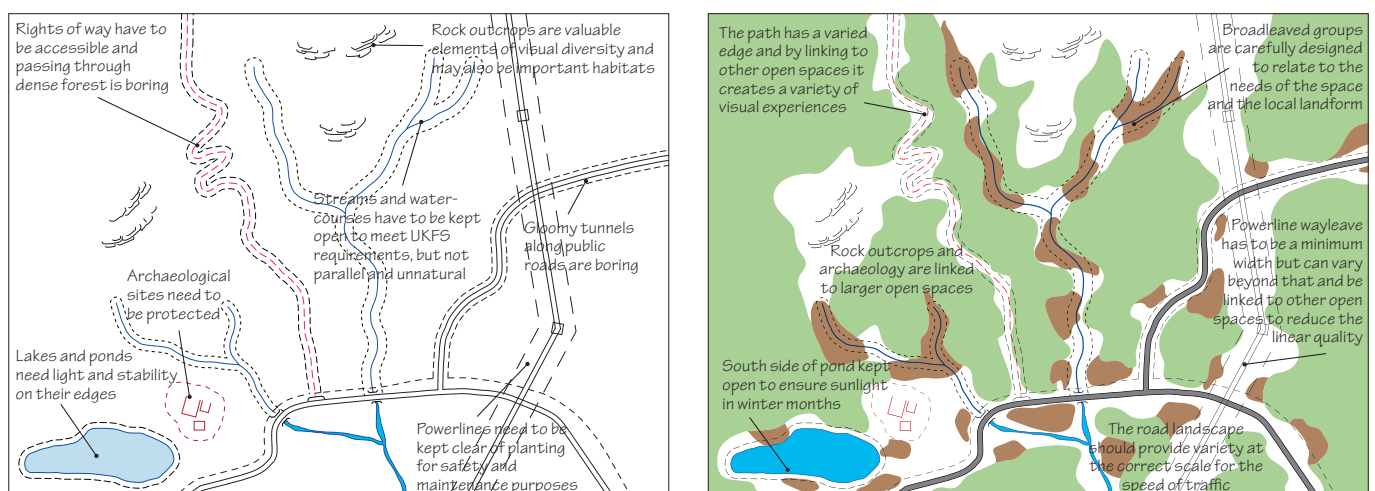 Rights of way have to
be accessible and
passing through
dense forest is boring
Rock outcrops are valuable
elements of visual diversity and
may also be important habitats
Streams and water-
courses have to be kept
open to meet UKFS
requirements, but not
parallel and unnatural
Gloomy tunnels
along public
roads are boring
Archaeological
sites need to
be protected
Lakes and ponds
need light and stability
on their edges
Powerlines need to be
kept clear of planting
for safety and
maintenance purposes
The path has a varied
edge and by linking to
other open spaces it
creates a variety of
visual experiences
Broadleaved groups
are carefully designed
to relate to the
needs of the space
and the local landform
Rock outcrops and
archaeology are linked
to larger open spaces
Powerline wayleave
has to be a minimum
width but can vary
beyond that and be
linked to other open
spaces to reduce the
linear quality
South side of pond kept
open to ensure sunlight
in winter months
The road landscape
should provide variety at
the correct scale for the
speed of traffic